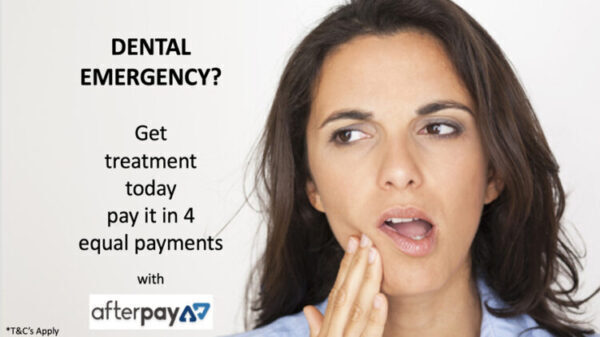 DENTAL
EMERGENCY?
Get
treatment
today
pay it in 4
equal payments
with
afterpay
*T&C's Apply